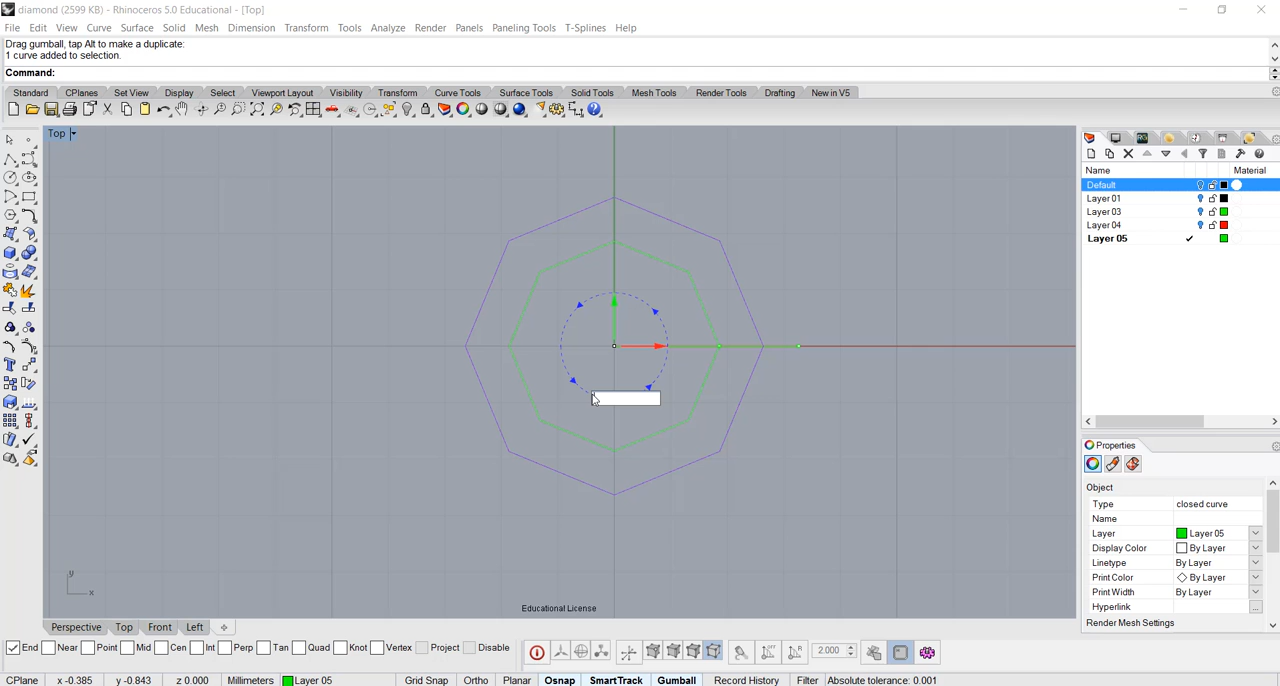 diamond (2599 KB) - Rhinoceros 5.0 Educational - [Top]
File Edit View Curve Surface Solid Mesh Dimension Transform Tools Analyze Render Panels Paneling Tools T-Splines Help
Drag gumball, tap Alt to make a duplicate:
1 curve added to selection.
Command:
Standard CPlanes Set View Display Select Viewport Layout Visibility Transform Curve Tools Surface Tools Solid Tools Mesh Tools Render Tools Drafting New in V5
Top
Name Material
Default
Layer 01
Layer 03
Layer 04
Layer 05
Properties
Object
Type closed curve
Name
Layer Layer 05
Display Color By Layer
Linetype By Layer
Print Color By Layer
Print Width By Layer
Hyperlink ...
Render Mesh Settings
y
x
Educational License
Perspective Top Front Left
End Near Point Mid Cen Int Perp Tan Quad Knot Vertex Project Disable 2.000
CPlane x -0.385 y -0.843 z 0.000 Millimeters Layer 05 Grid Snap Ortho Planar Osnap SmartTrack Gumball Record History Filter Absolute tolerance: 0.001